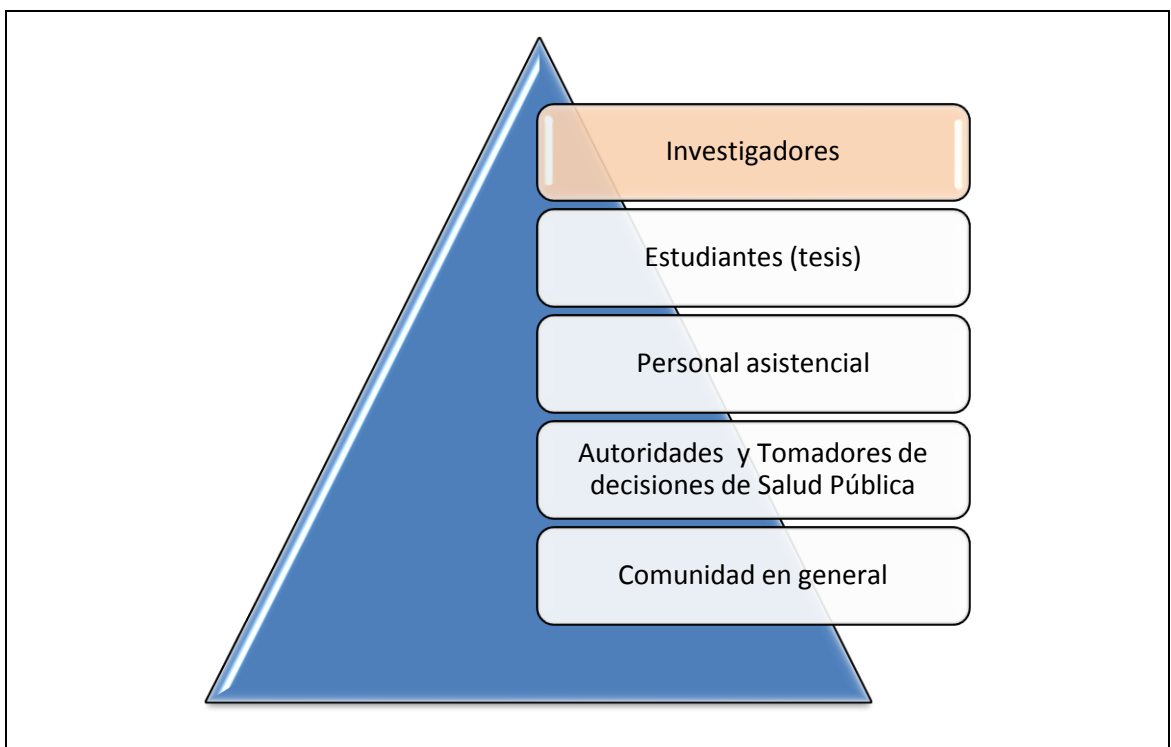 Investigadores
Estudiantes (tesis)
Personal asistencial
Autoridades y Tomadores de
decisiones de Salud Pública
Comunidad en general